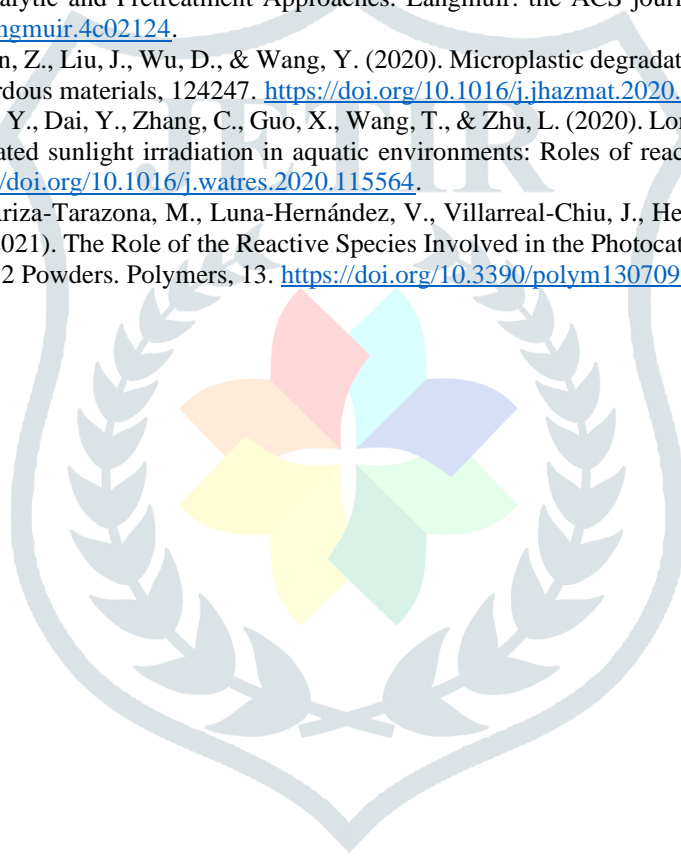 alytic and Pretreatment Approaches. Langmuir: the ACS journ
ngmuir.4c02124.
n, Z., Liu, J., Wu, D., & Wang, Y. (2020). Microplastic degradat
rdous materials, 124247. https://doi.org/10.1016/j.jhazmat.2020.
Y., Dai, Y., Zhang, C., Guo, X., Wang, T., & Zhu, L. (2020). Lo
ated sunlight irradiation in aquatic environments: Roles of reac
//doi.org/10.1016/j.watres.2020.115564.
Ariza-Tarazona, M., Luna-Hernández, V., Villarreal-Chiu, J., He
2021). The Role of the Reactive Species Involved in the Photocat
2 Powders. Polymers, 13. https://doi.org/10.3390/polym130709
JETIR